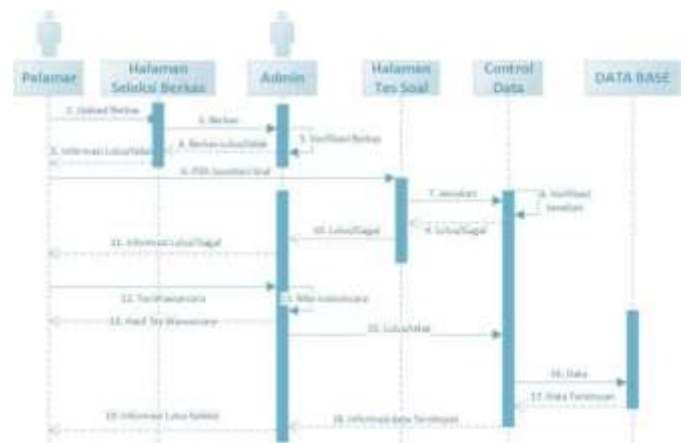 Pelamar
Halaman
Seleksi Berkas
Admin
Halaman
Tes Soal
Control
Data
DATA BASE
1. Upload Berkas
2. Berkas
3. Verifikasi Berkas
4. Berkas Lulus/tidak
5. Informasi Lulus/tidak
6. Pilih Jawaban Soal
7. Jawaban
8. Verifikasi
Jawaban
9. Lulus/Gagal
10. Lulus/Gagal
11. Informasi Lulus/Gagal
12. Tes Wawancara
Nilai wawancara
Hasil Tes Wawancara
15. Lulus/tidak
16. Data
17. Data Tersimpan
18. Informasi data Tersimpan
19. Informasi Lulus Seleksi